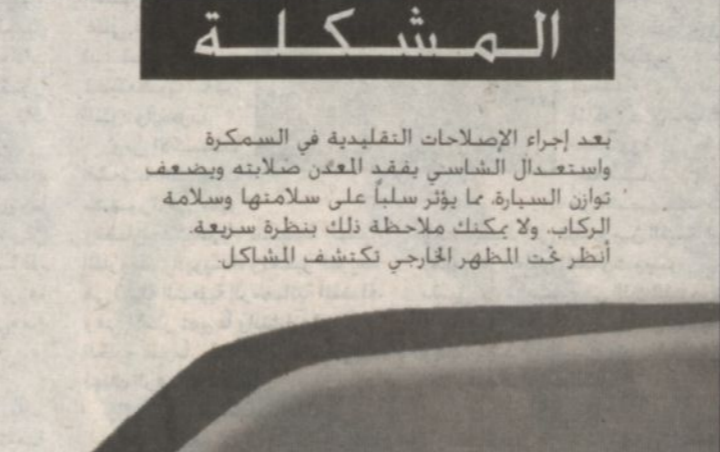 المشكلة
بعد إجراء الإصلاحات التقليدية في السمكرة
واستعدال الشاسي يفقد المعدن صلابته ويضعف
توازن السيارة، مما يؤثر سلباً على سلامتها وسلامة
الركاب، ولا يمكنك ملاحظة ذلك بنظرة سريعة.
أنظر تحت المظهر الخارجي تكتشف المشاكل.